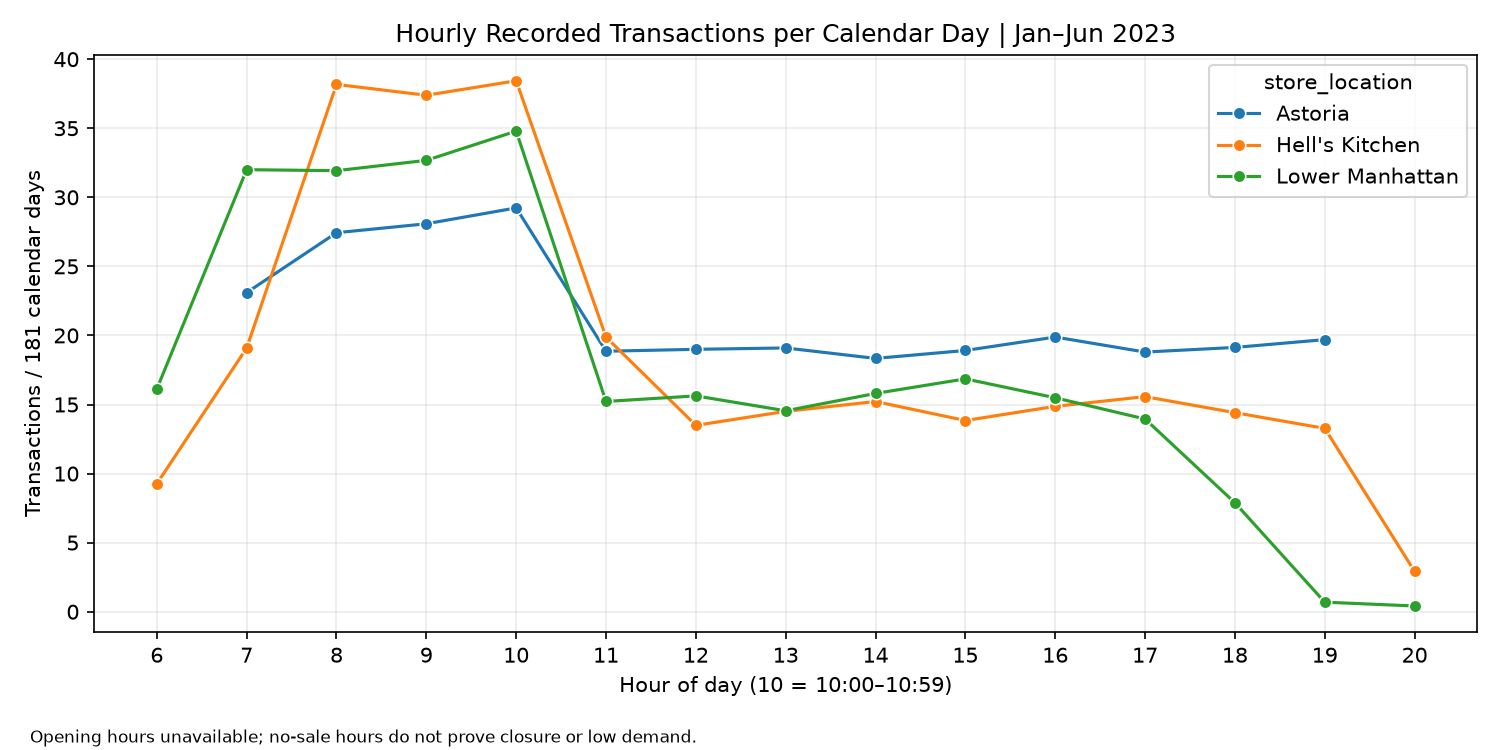 Hourly Recorded Transactions per Calendar Day | Jan–Jun 2023
store_location
Astoria
Hell's Kitchen
Lower Manhattan
Transactions / 181 calendar days
40
35
30
25
20
15
10
5
0
6 7 8 9 10 11 12 13 14 15 16 17 18 19 20
Hour of day (10 = 10:00–10:59)
Opening hours unavailable; no-sale hours do not prove closure or low demand.